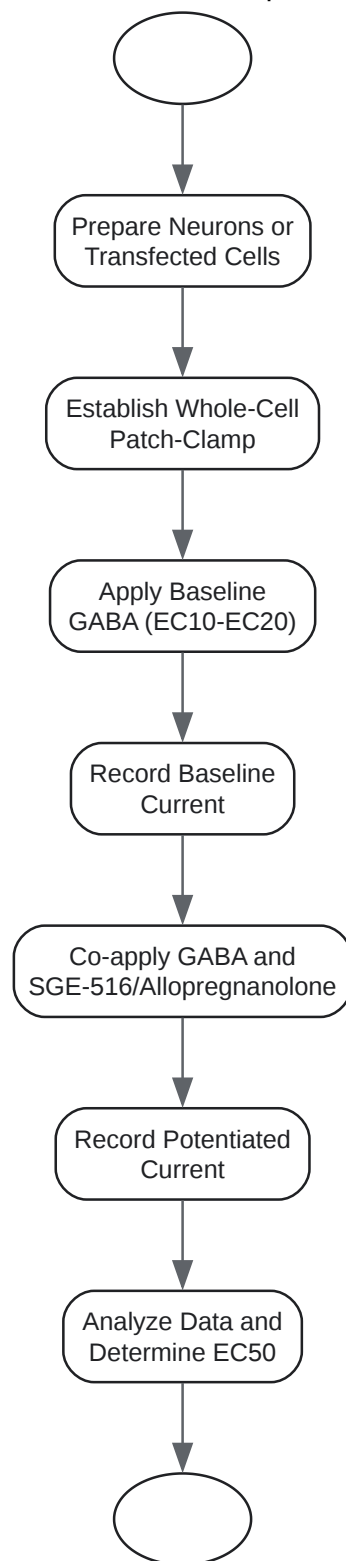 Prepare Neurons or
Transfected Cells
Establish Whole-Cell
Patch-Clamp
Apply Baseline
GABA (EC10-EC20)
Record Baseline
Current
Co-apply GABA and
SGE-516/Allopregnanolone
Record Potentiated
Current
Analyze Data and
Determine EC50